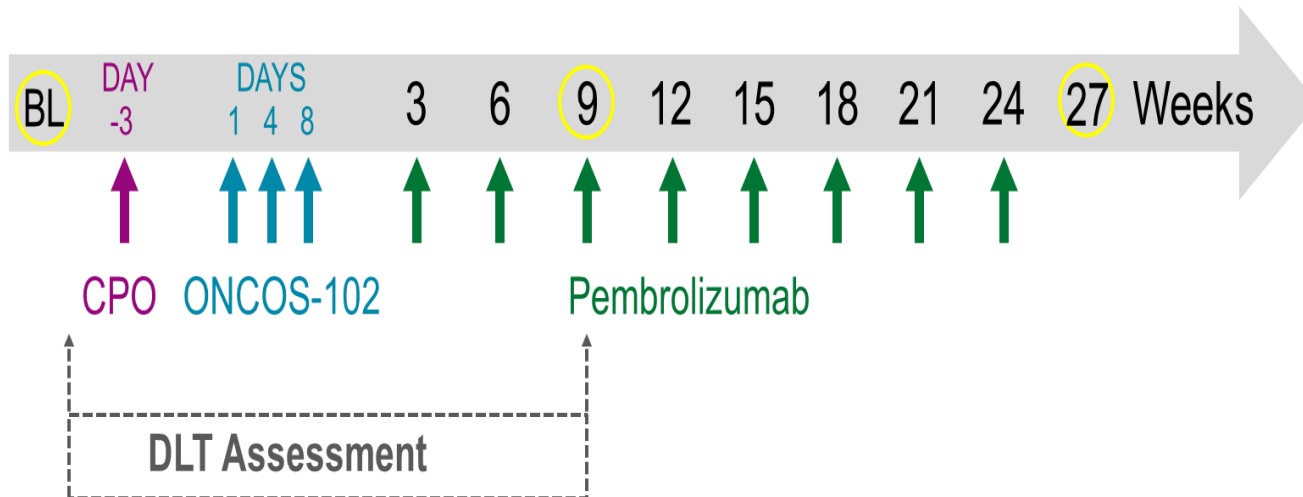 BL DAY -3 DAYS 1 4 8 3 6 9 12 15 18 21 24 27 Weeks
CPO ONCOS-102 Pembrolizumab
DLT Assessment